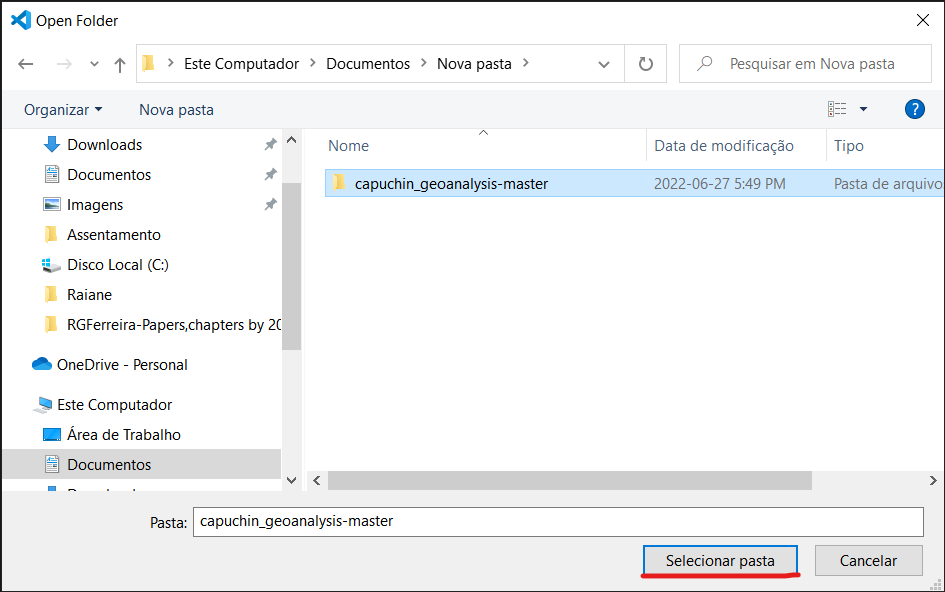 Open Folder
Este Computador Documentos Nova pasta
Pesquisar em Nova pasta
Organizar Nova pasta
?
Downloads
Documentos
Imagens
Assentamento
Disco Local (C:)
Raiane
RGFerreira-Papers,chapters by 20
OneDrive - Personal
Este Computador
Área de Trabalho
Documentos
Nome Data de modificação Tipo
capuchin_geoanalysis-master 2022-06-27 5:49 PM Pasta de arquivo
Pasta: capuchin_geoanalysis-master
Selecionar pasta Cancelar